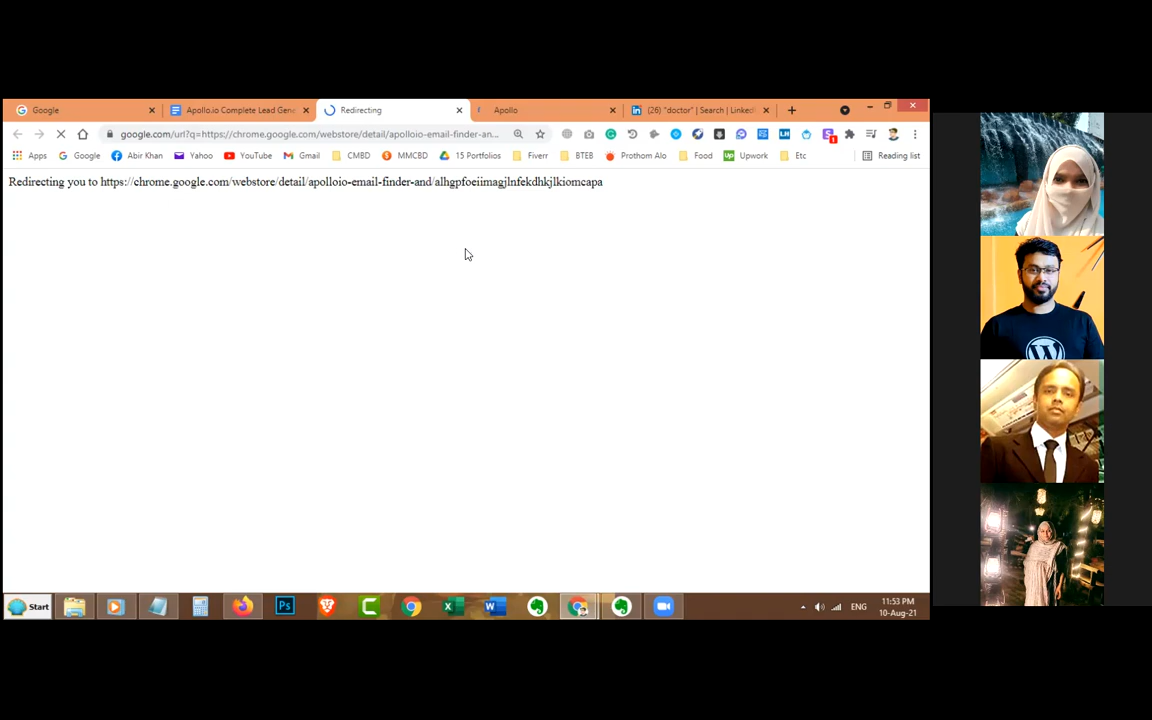 Google
Apollo.io Complete Lead Gene
Redirecting
Apollo
(26) "doctor" | Search | LinkedI
google.com/url?q=https://chrome.google.com/webstore/detail/apolloio-email-finder-an...
Apps
Google
Abir Khan
Yahoo
YouTube
Gmail
CMBD
MMCBD
15 Portfolios
Fiverr
BTEB
Prothom Alo
Food
Upwork
Etc
Reading list
Redirecting you to https://chrome.google.com/webstore/detail/apolloio-email-finder-and/alhgpfoeiimagjlnfekdhkjlkiomcapa
Start
Ps
ENG
11:53 PM
10-Aug-21